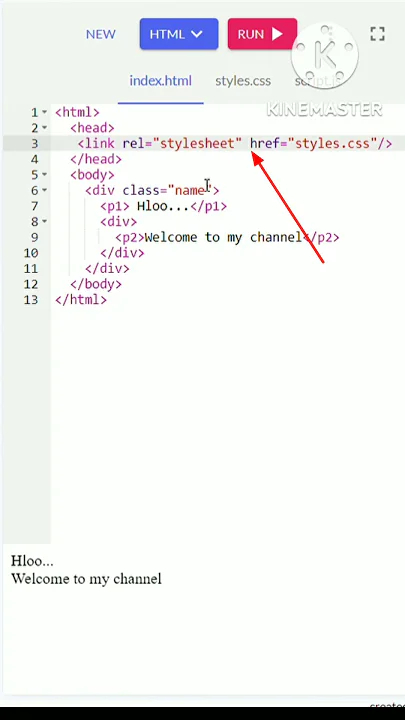 NEW HTML RUN
index.html styles.css script.js
KINEMASTER
1 <html>
2 <head>
3 <link rel="stylesheet" href="styles.css"/>
4 </head>
5 <body>
6 <div class="name">
7 <p1> Hloo...</p1>
8 <div>
9 <p2>Welcome to my channel</p2>
10 </div>
11 </div>
12 </body>
13 </html>
Hloo...
Welcome to my channel